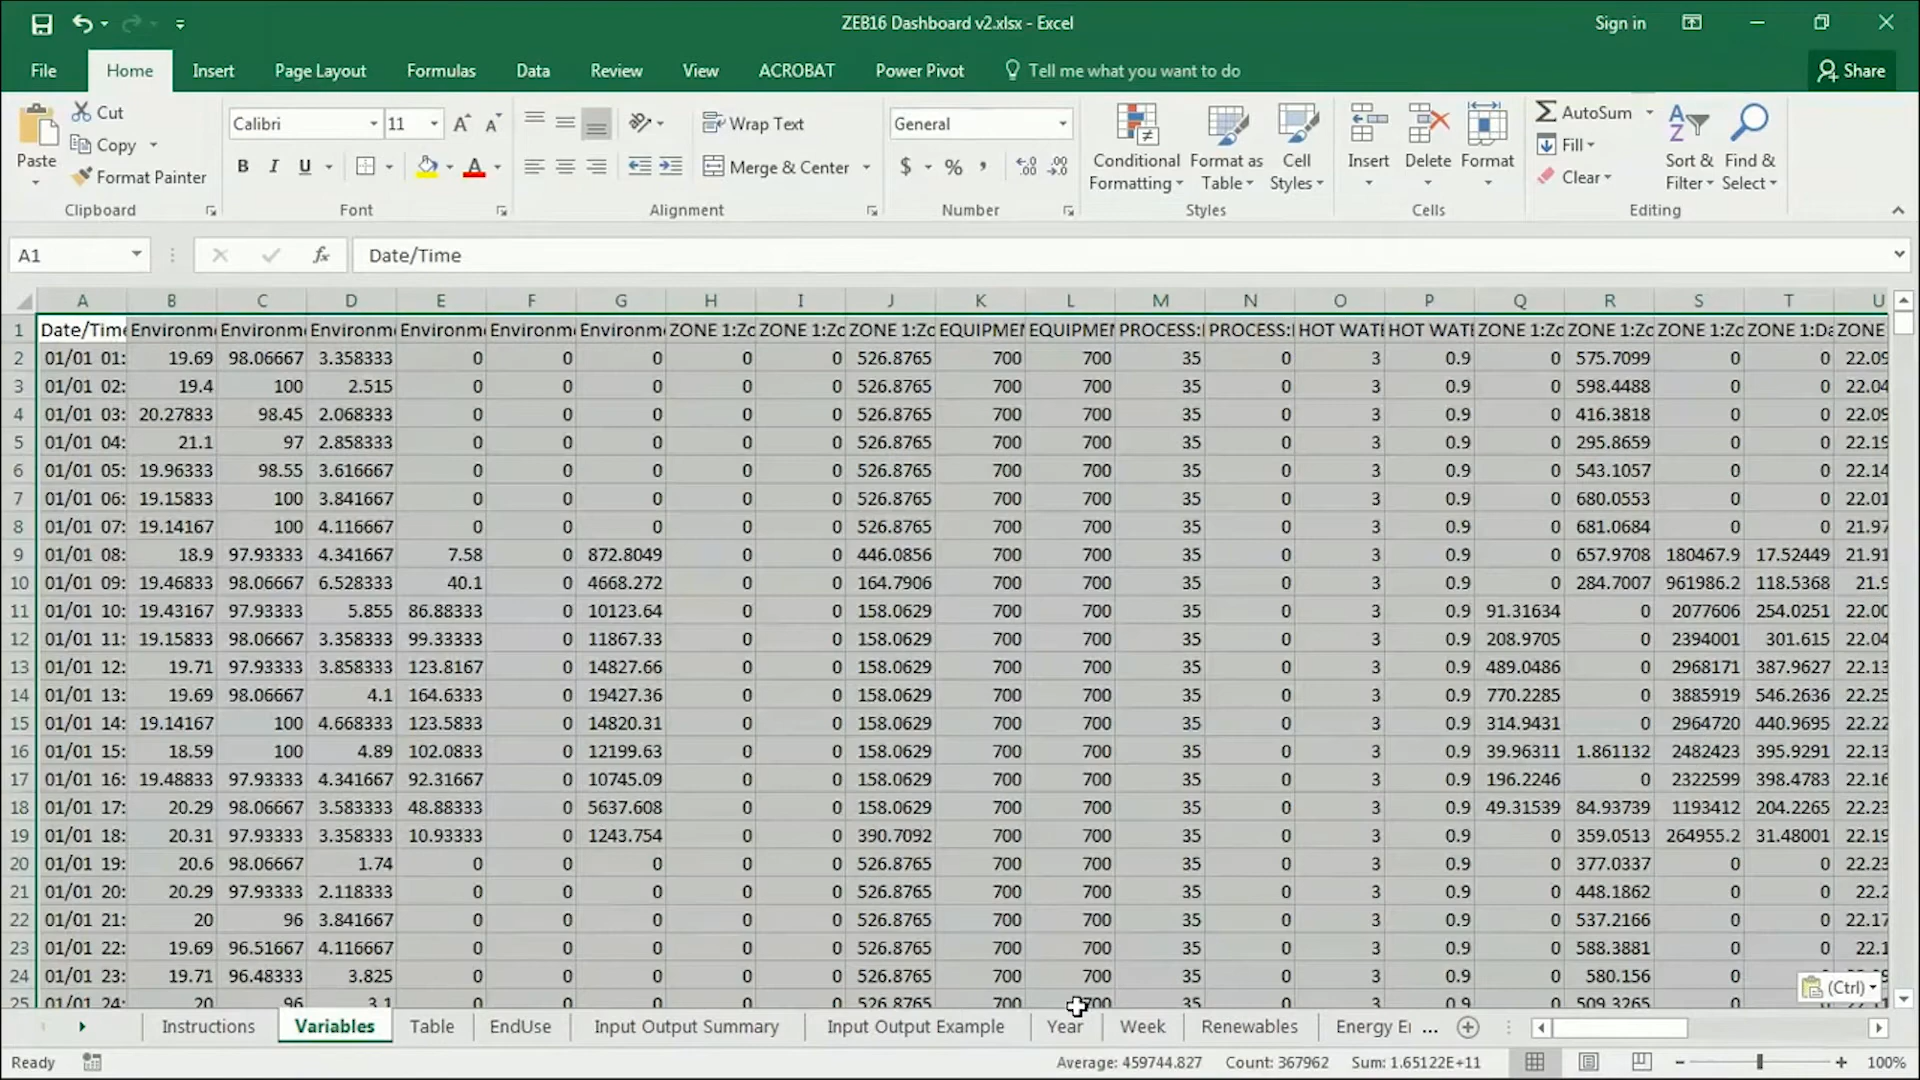 ZEB16 Dashboard v2.xlsx - Excel
Sign in
File Home Insert Page Layout Formulas Data Review View ACROBAT Power Pivot Tell me what you want to do Share
Paste Cut Copy Format Painter Clipboard
Calibri 11 B I U A Font
Wrap Text Merge & Center Alignment
General $ % , Number
Conditional Formatting Format as Table Cell Styles Styles
Insert Delete Format Cells
AutoSum Fill Clear Sort & Filter Find & Select Editing
A1 fx Date/Time
A B C D E F G H I J K L M N O P Q R S T U
1 Date/Time Environme Environme Environme Environme Environme Environme ZONE 1:Zo ZONE 1:Zo ZONE 1:Zo EQUIPMEN EQUIPMEN PROCESS: PROCESS: HOT WATE HOT WATE ZONE 1:Zo ZONE 1:Zo ZONE 1:Zo ZONE 1:Da ZONE
2 01/01 01: 19.69 98.06667 3.358333 0 0 0 0 0 526.8765 700 700 35 0 3 0.9 0 575.7099 0 0 22.09
3 01/01 02: 19.4 100 2.515 0 0 0 0 0 526.8765 700 700 35 0 3 0.9 0 598.4488 0 0 22.04
4 01/01 03: 20.27833 98.45 2.068333 0 0 0 0 0 526.8765 700 700 35 0 3 0.9 0 416.3818 0 0 22.09
5 01/01 04: 21.1 97 2.858333 0 0 0 0 0 526.8765 700 700 35 0 3 0.9 0 295.8659 0 0 22.19
6 01/01 05: 19.96333 98.55 3.616667 0 0 0 0 0 526.8765 700 700 35 0 3 0.9 0 543.1057 0 0 22.14
7 01/01 06: 19.15833 100 3.841667 0 0 0 0 0 526.8765 700 700 35 0 3 0.9 0 680.0553 0 0 22.01
8 01/01 07: 19.14167 100 4.116667 0 0 0 0 0 526.8765 700 700 35 0 3 0.9 0 681.0684 0 0 21.97
9 01/01 08: 18.9 97.93333 4.341667 7.58 0 872.8049 0 0 446.0856 700 700 35 0 3 0.9 0 657.9708 180467.9 17.52449 21.91
10 01/01 09: 19.46833 98.06667 6.528333 40.1 0 4668.272 0 0 164.7906 700 700 35 0 3 0.9 0 284.7007 961986.2 118.5368 21.9
11 01/01 10: 19.43167 97.93333 5.855 86.88333 0 10123.64 0 0 158.0629 700 700 35 0 3 0.9 91.31634 0 2077606 254.0251 22.00
12 01/01 11: 19.15833 98.06667 3.358333 99.33333 0 11867.33 0 0 158.0629 700 700 35 0 3 0.9 208.9705 0 2394001 301.615 22.04
13 01/01 12: 19.71 97.93333 3.858333 123.8167 0 14827.66 0 0 158.0629 700 700 35 0 3 0.9 489.0486 0 2968171 387.9627 22.13
14 01/01 13: 19.69 98.06667 4.1 164.6333 0 19427.36 0 0 158.0629 700 700 35 0 3 0.9 770.2285 0 3885919 546.2636 22.25
15 01/01 14: 19.14167 100 4.668333 123.5833 0 14820.31 0 0 158.0629 700 700 35 0 3 0.9 314.9431 0 2964720 440.9695 22.22
16 01/01 15: 18.59 100 4.89 102.0833 0 12199.63 0 0 158.0629 700 700 35 0 3 0.9 39.96311 1.861132 2482423 395.9291 22.13
17 01/01 16: 19.48833 97.93333 4.341667 92.31667 0 10745.09 0 0 158.0629 700 700 35 0 3 0.9 196.2246 0 2322599 398.4783 22.16
18 01/01 17: 20.29 98.06667 3.583333 48.88333 0 5637.608 0 0 158.0629 700 700 35 0 3 0.9 49.31539 84.93739 1193412 204.2265 22.23
19 01/01 18: 20.31 97.93333 3.358333 10.93333 0 1243.754 0 0 390.7092 700 700 35 0 3 0.9 0 359.0513 264955.2 31.48001 22.19
20 01/01 19: 20.6 98.06667 1.74 0 0 0 0 0 526.8765 700 700 35 0 3 0.9 0 377.0337 0 0 22.23
21 01/01 20: 20.29 97.93333 2.118333 0 0 0 0 0 526.8765 700 700 35 0 3 0.9 0 448.1862 0 0 22.2
22 01/01 21: 20 96 3.841667 0 0 0 0 0 526.8765 700 700 35 0 3 0.9 0 537.2166 0 0 22.17
23 01/01 22: 19.69 96.51667 4.116667 0 0 0 0 0 526.8765 700 700 35 0 3 0.9 0 588.3881 0 0 22.1
24 01/01 23: 19.71 96.48333 3.825 0 0 0 0 0 526.8765 700 700 35 0 3 0.9 0 580.156 0
25 01/01 24: 20 96 3.1 0 0 0 0 0 526.8765 700 700 35 0 3 0.9 0 509.3265 0
(Ctrl)
Instructions Variables Table EndUse Input Output Summary Input Output Example Year Week Renewables Energy E ...
Ready Average: 459744.827 Count: 367962 Sum: 1.65122E+11 100%